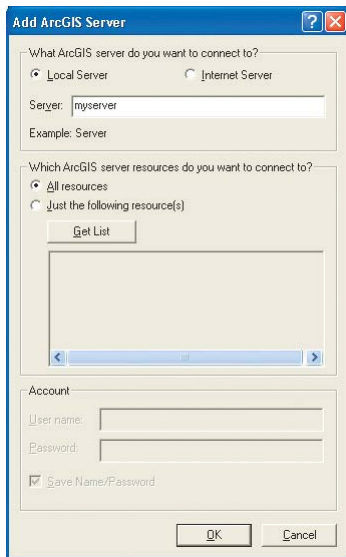 Add ArcGIS Server
What ArcGIS server do you want to connect to?
Local Server Internet Server
Server: myserver
Example: Server
Which ArcGIS server resources do you want to connect to?
All resources
Just the following resource(s)
Get List
Account
User name:
Password:
Save Name/Password
OK Cancel